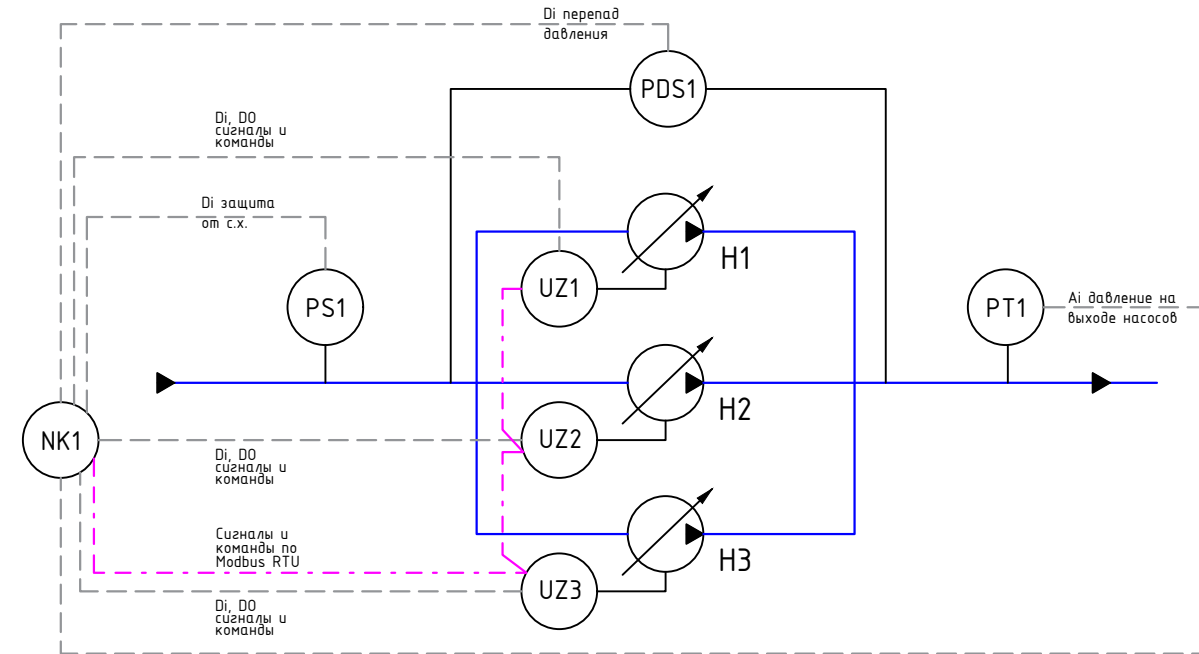 Di перепад
давления
PDS1
Di, DO
сигналы и
команды
Di защита
от с.х.
H1
UZ1
PS1
PT1
Ai давление на
выходе насосов
H2
NK1
UZ2
Di, DO
сигналы и
команды
Сигналы и
команды по
Modbus RTU
H3
UZ3
Di, DO
сигналы и
команды